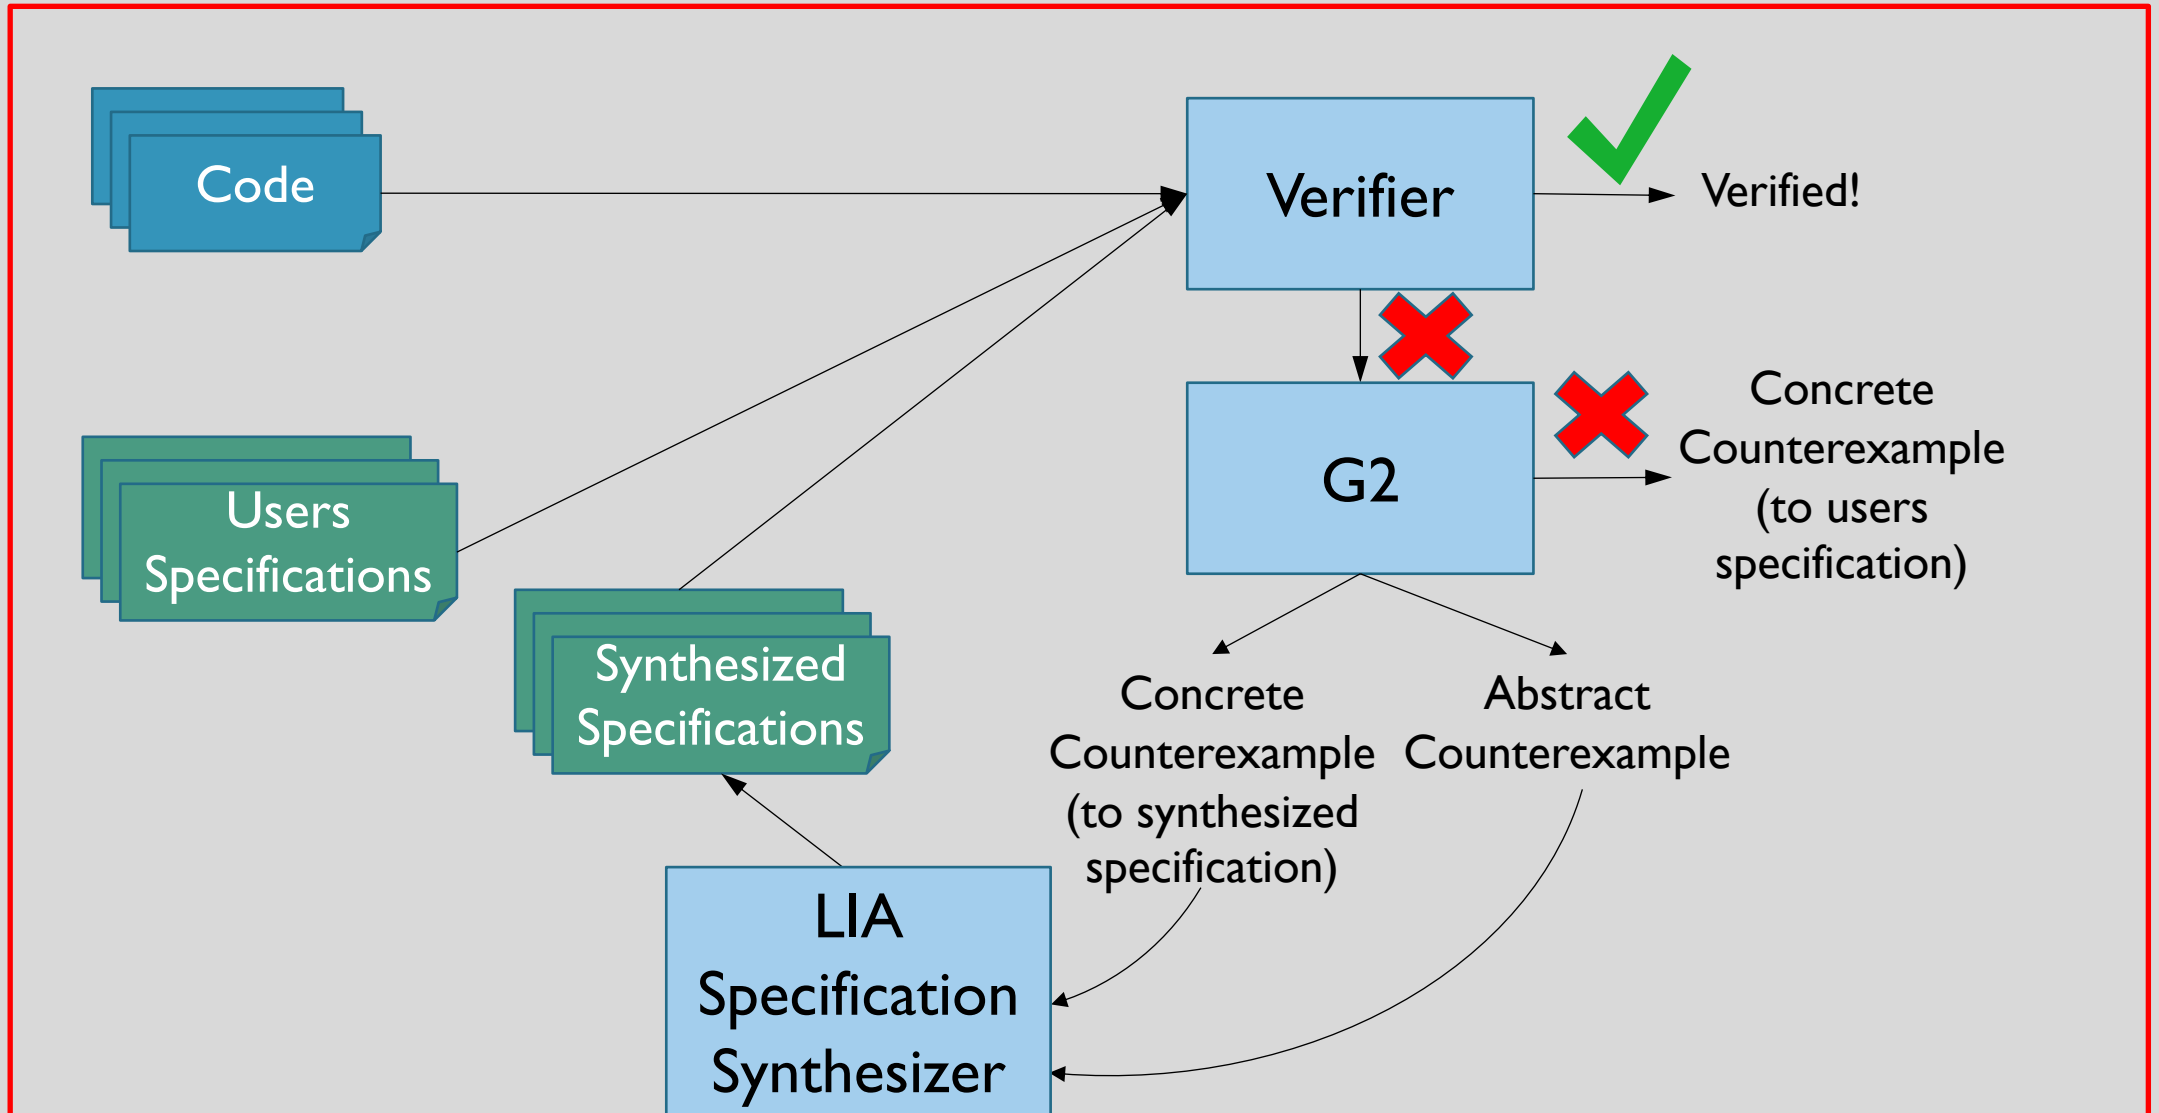 Code
Verifier
Verified!
Users
Specifications
G2
Concrete
Counterexample
(to users
specification)
Synthesized
Specifications
Concrete
Counterexample
(to synthesized
specification)
Abstract
Counterexample
LIA
Specification
Synthesizer